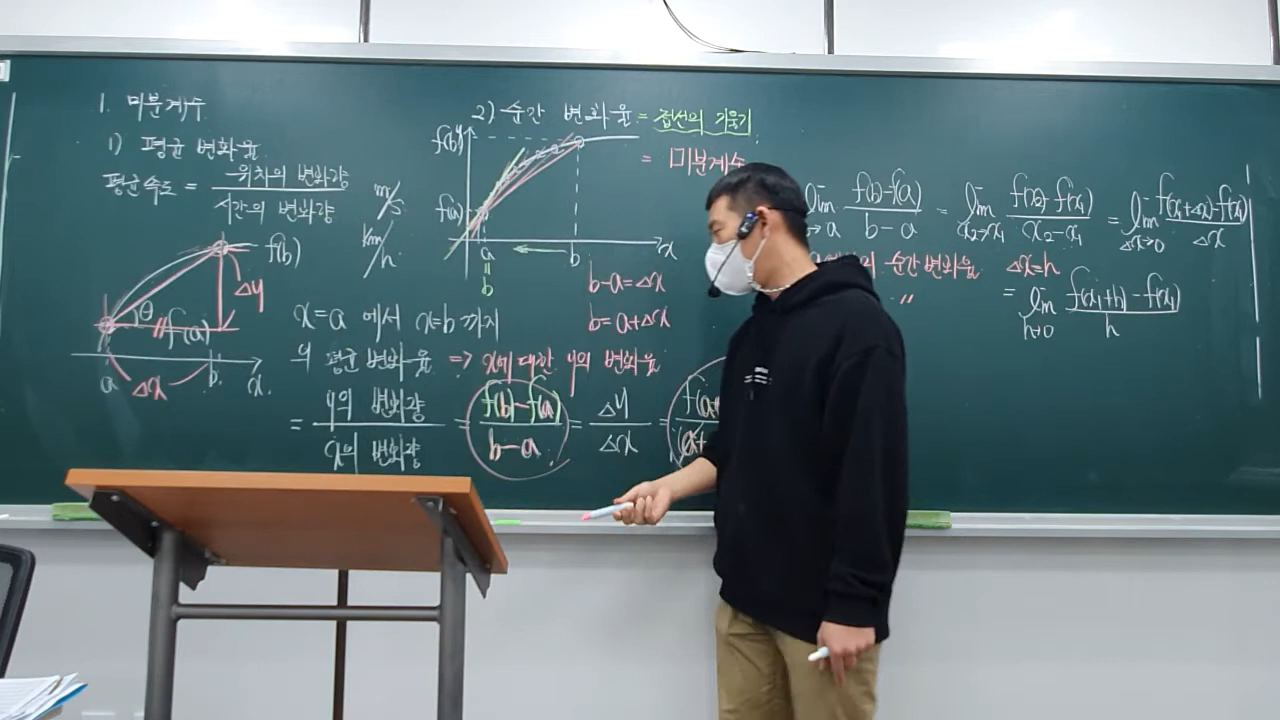 1. 미분계수
1) 평균 변화율
평균속도 = 위치의 변화량 / 시간의 변화량
m/s
km/h
f(b)
Δy
θ
f(a)
a Δx b x
x=a 에서 x=b 까지
의 평균 변화율 => x에 대한 y의 변화율
= y의 변화량 / x의 변화량 = f(b)-f(a) / b-a = Δy / Δx =
2) 순간 변화율 = 접선의 기울기
= 미분계수
f(b) y
f(a)
a b x
=
b
b-a=Δx
b=a+Δx
lim b→a f(b)-f(a) / b-a = lim x2→x1 f(x2)-f(x1) / x2-x1 = lim Δx→0 f(x1+Δx)-f(x1) / Δx
순간 변화율 Δx=h
〃
= lim h→0 f(x1+h)-f(x1) / h